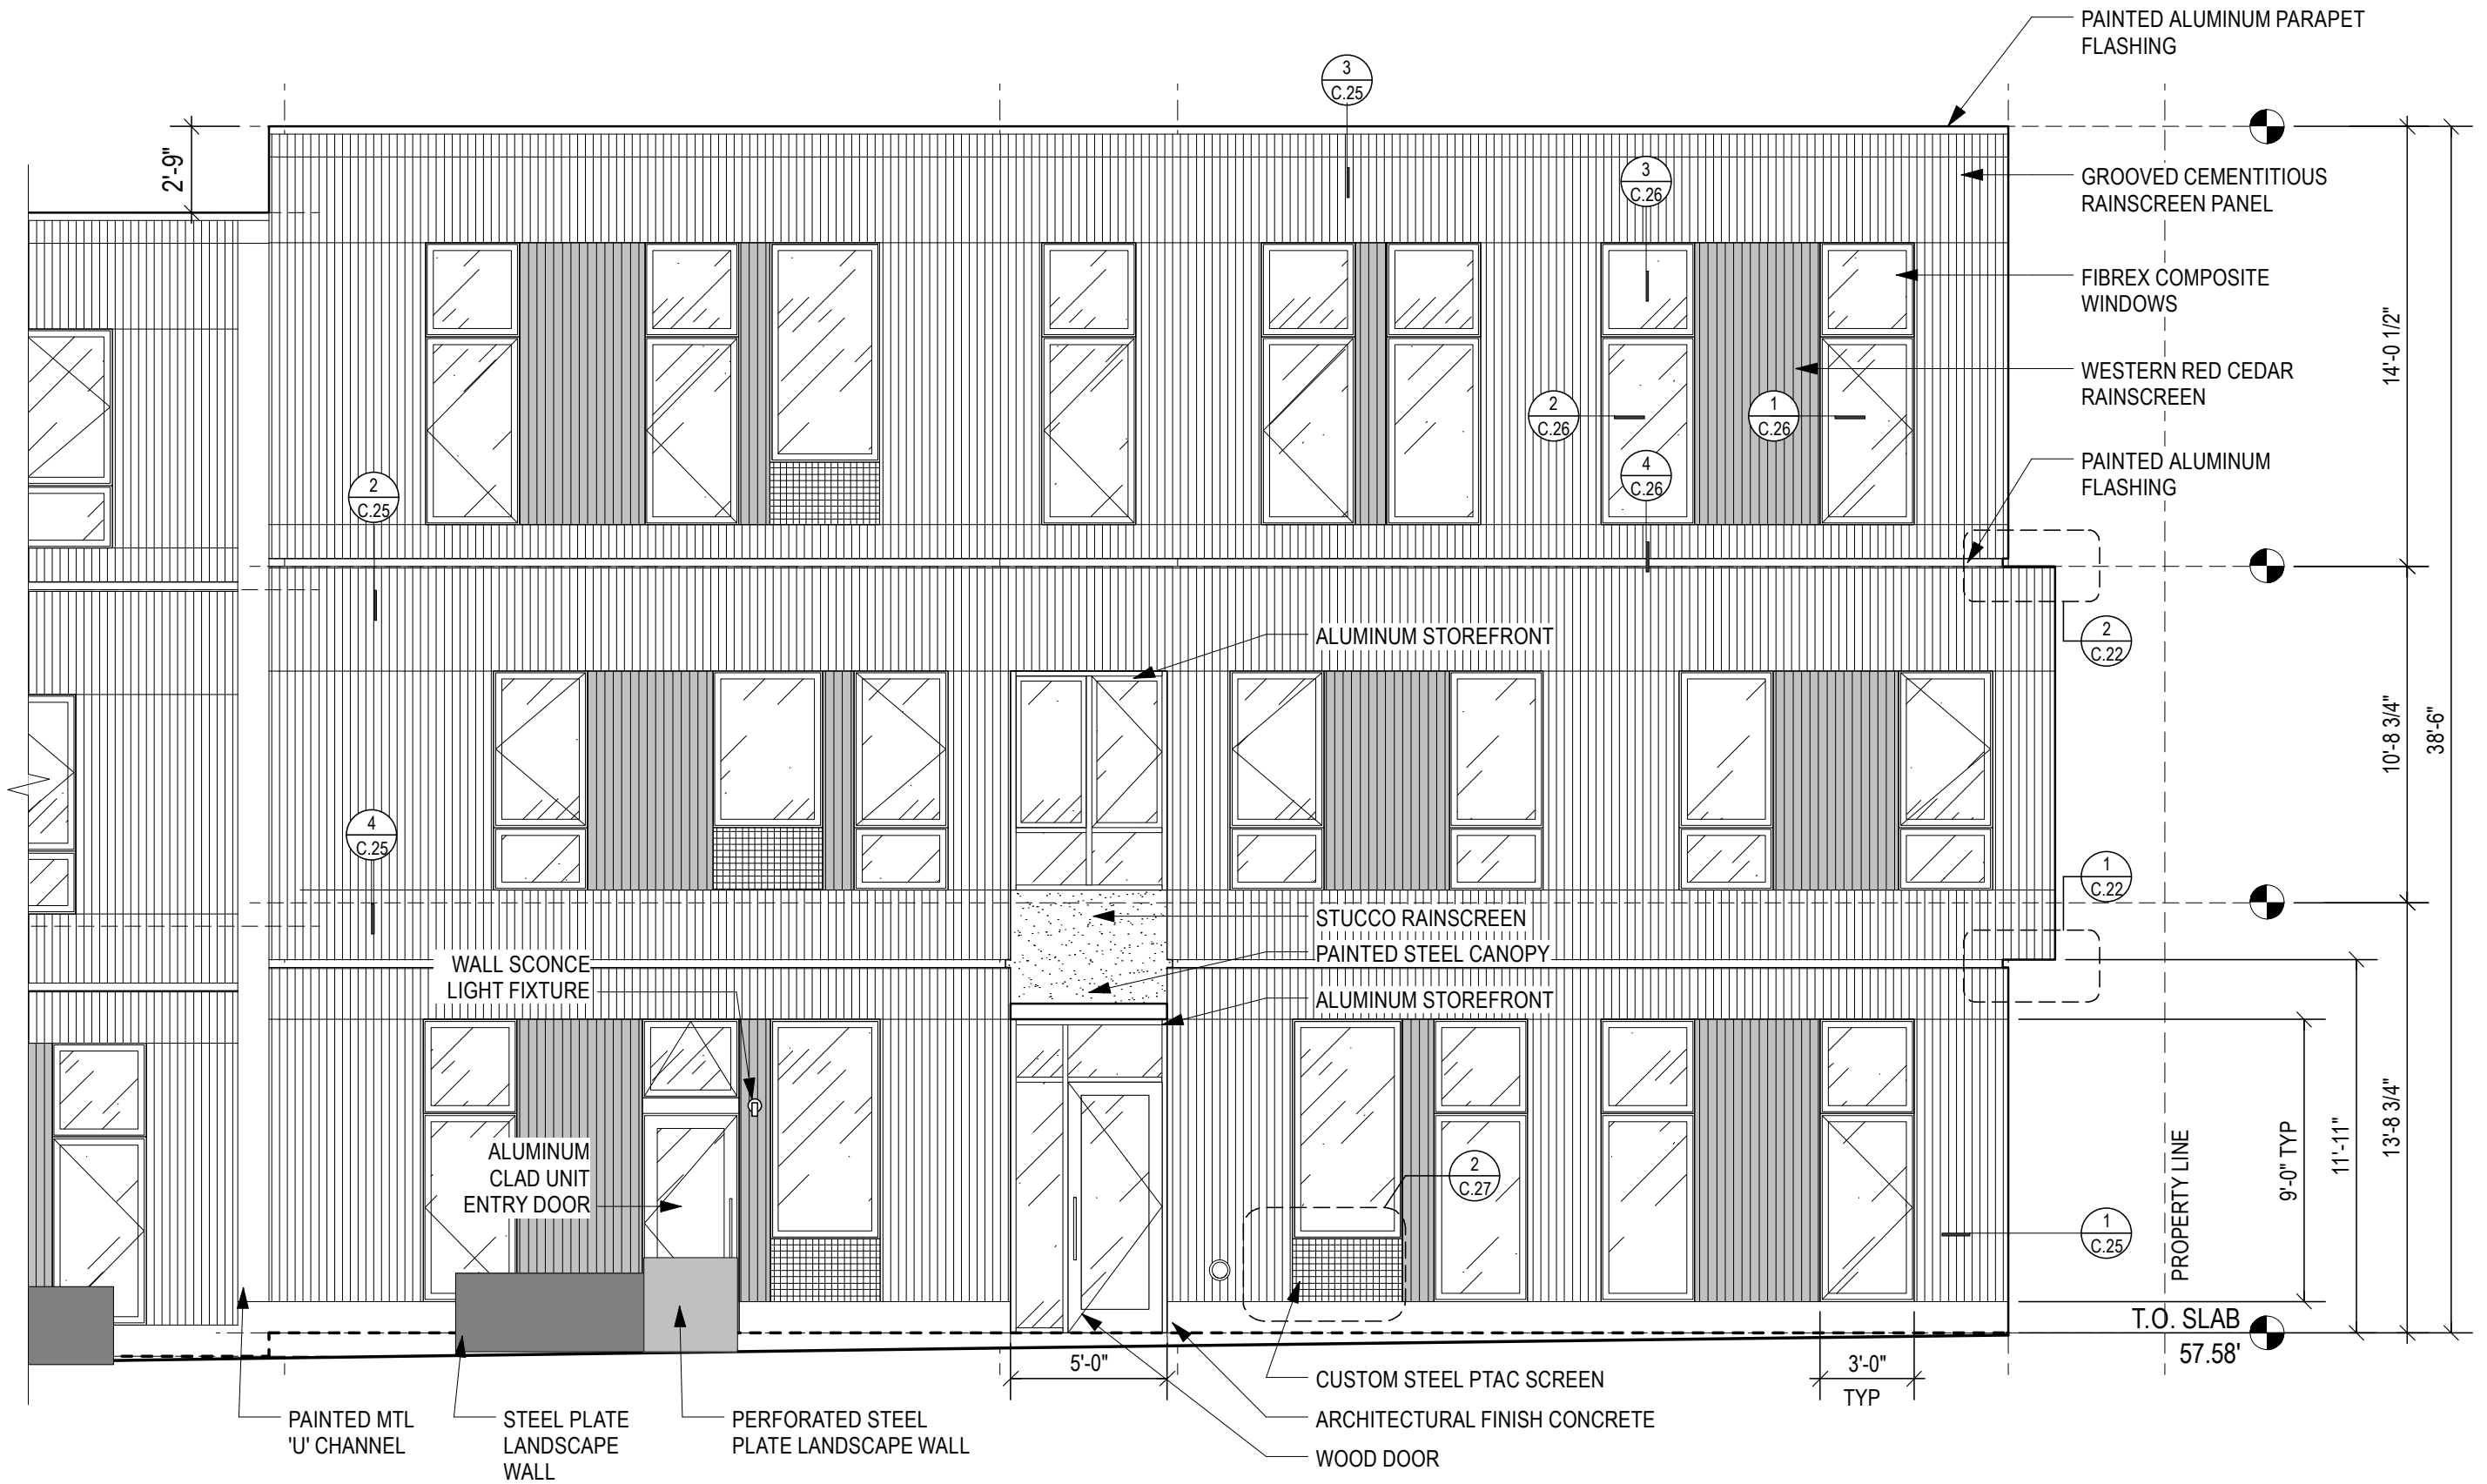 PAINTED ALUMINUM PARAPET
FLASHING
3
C.25
2'-9"
3
C.26
GROOVED CEMENTITIOUS
RAINSCREEN PANEL
FIBREX COMPOSITE
WINDOWS
14'-0 1/2"
WESTERN RED CEDAR
RAINSCREEN
2
C.26
1
C.26
4
C.26
PAINTED ALUMINUM
FLASHING
2
C.25
ALUMINUM STOREFRONT
2
C.22
10'-8 3/4"
38'-6"
4
C.25
1
C.22
STUCCO RAINSCREEN
PAINTED STEEL CANOPY
WALL SCONCE
LIGHT FIXTURE
ALUMINUM STOREFRONT
ALUMINUM
CLAD UNIT
ENTRY DOOR
2
C.27
PROPERTY LINE
9'-0" TYP
11'-11"
13'-8 3/4"
1
C.25
T.O. SLAB
57.58'
5'-0"
3'-0"
TYP
CUSTOM STEEL PTAC SCREEN
ARCHITECTURAL FINISH CONCRETE
WOOD DOOR
PAINTED MTL
'U' CHANNEL
STEEL PLATE
LANDSCAPE
WALL
PERFORATED STEEL
PLATE LANDSCAPE WALL